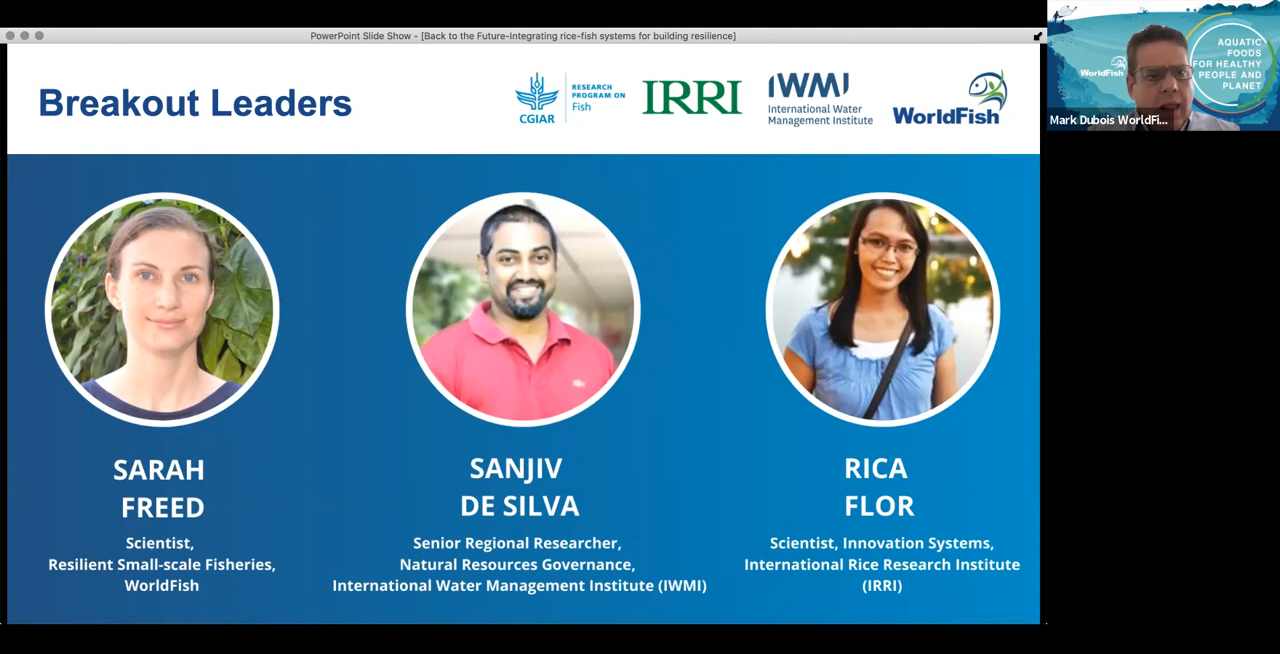 PowerPoint Slide Show - [Back to the Future-Integrating rice-fish systems for building resilience]
Breakout Leaders
CGIAR
RESEARCH
PROGRAM ON
Fish
IRRI
IWMI
International Water
Management Institute
WorldFish
SARAH
FREED
Scientist,
Resilient Small-scale Fisheries,
WorldFish
SANJIV
DE SILVA
Senior Regional Researcher,
Natural Resources Governance,
International Water Management Institute (IWMI)
RICA
FLOR
Scientist, Innovation Systems,
International Rice Research Institute
(IRRI)
WorldFish
AQUATIC
FOODS
FOR HEALTHY
PEOPLE AND
PLANET
Mark Dubois WorldFi...